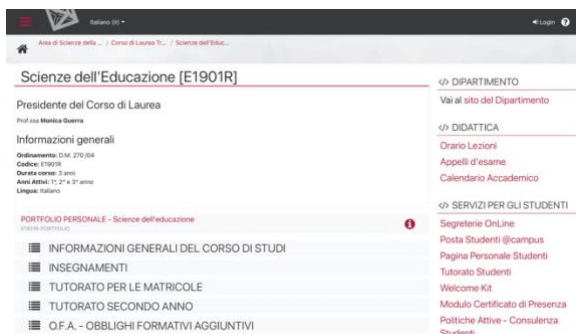 Italiano (it)
Login
Area di Scienze della ... / Corso di Laurea Tr... / Scienze dell'Educ...
Scienze dell'Educazione [E1901R]
Presidente del Corso di Laurea
Prof.ssa Monica Guerra
Informazioni generali
Ordinamento: D.M. 270/04
Codice: E1901R
Durata corso: 3 anni
Anni Attivi: 1°, 2° e 3° anno
Lingua: Italiano
PORTFOLIO PERSONALE - Scienze dell'educazione
E1901R-PORTFOLIO
INFORMAZIONI GENERALI DEL CORSO DI STUDI
INSEGNAMENTI
TUTORATO PER LE MATRICOLE
TUTORATO SECONDO ANNO
O.F.A. - OBBLIGHI FORMATIVI AGGIUNTIVI
</> DIPARTIMENTO
Vai al sito del Dipartimento
</> DIDATTICA
Orario Lezioni
Appelli d'esame
Calendario Accademico
</> SERVIZI PER GLI STUDENTI
Segreterie OnLine
Posta Studenti @campus
Pagina Personale Studenti
Tutorato Studenti
Welcome Kit
Modulo Certificato di Presenza
Politiche Attive - Consulenza
Studenti